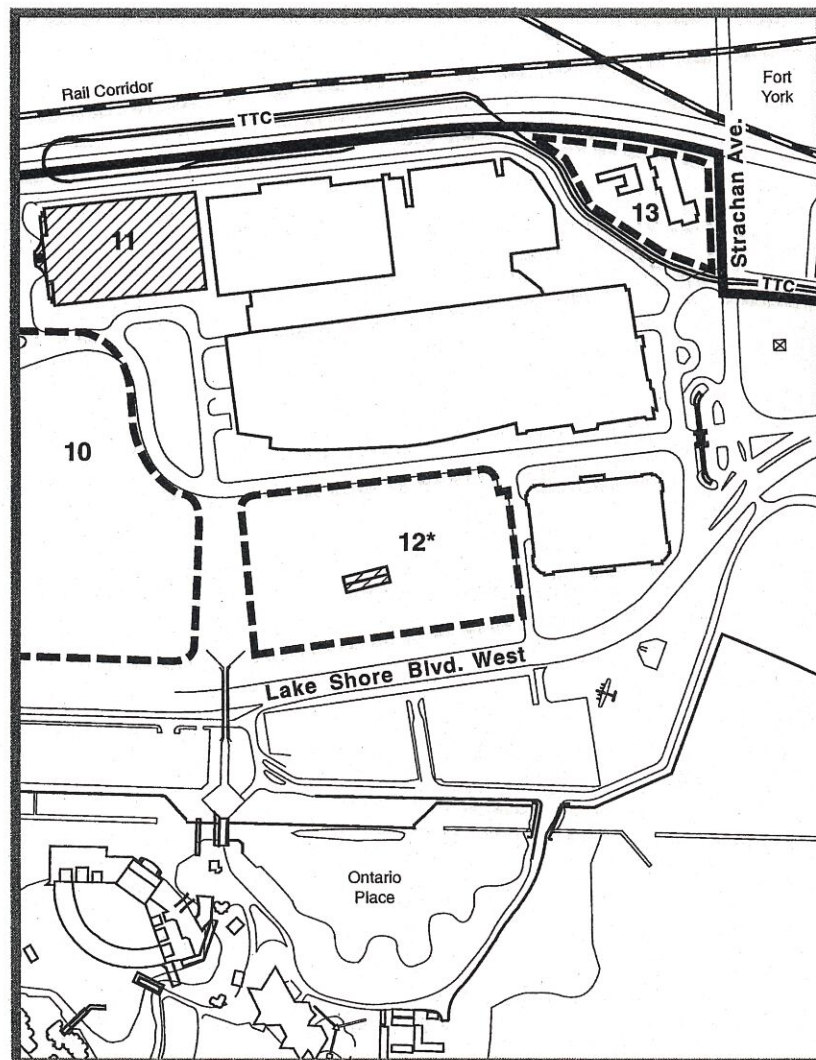 Rail Corridor
TTC
Fort
York
Strachan Ave.
13
11
TTC
10
12*
Lake Shore Blvd. West
Ontario
Place